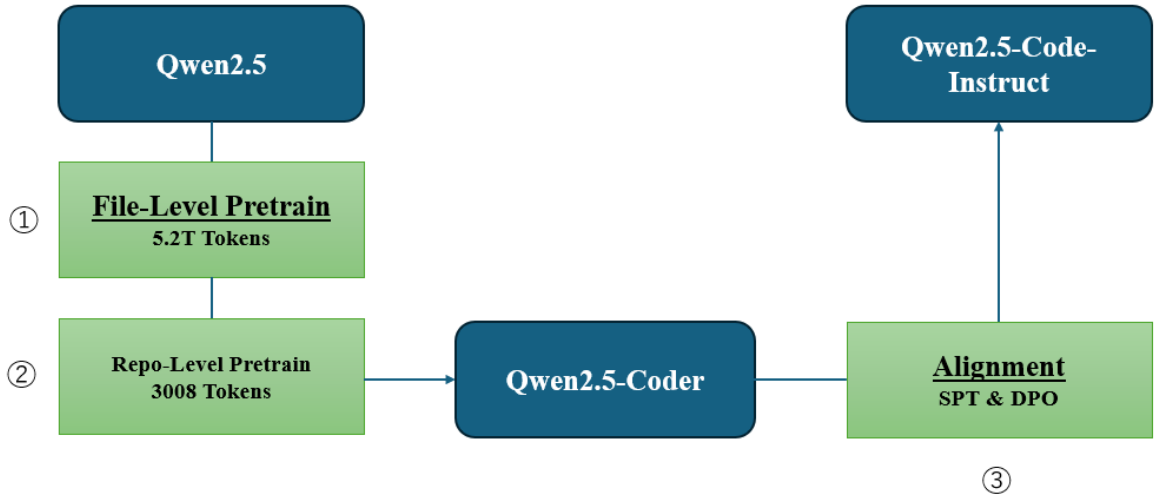 Qwen2.5
① File-Level Pretrain
5.2T Tokens
② Repo-Level Pretrain
3008 Tokens
Qwen2.5-Coder
Alignment
SPT & DPO
③
Qwen2.5-Code-
Instruct